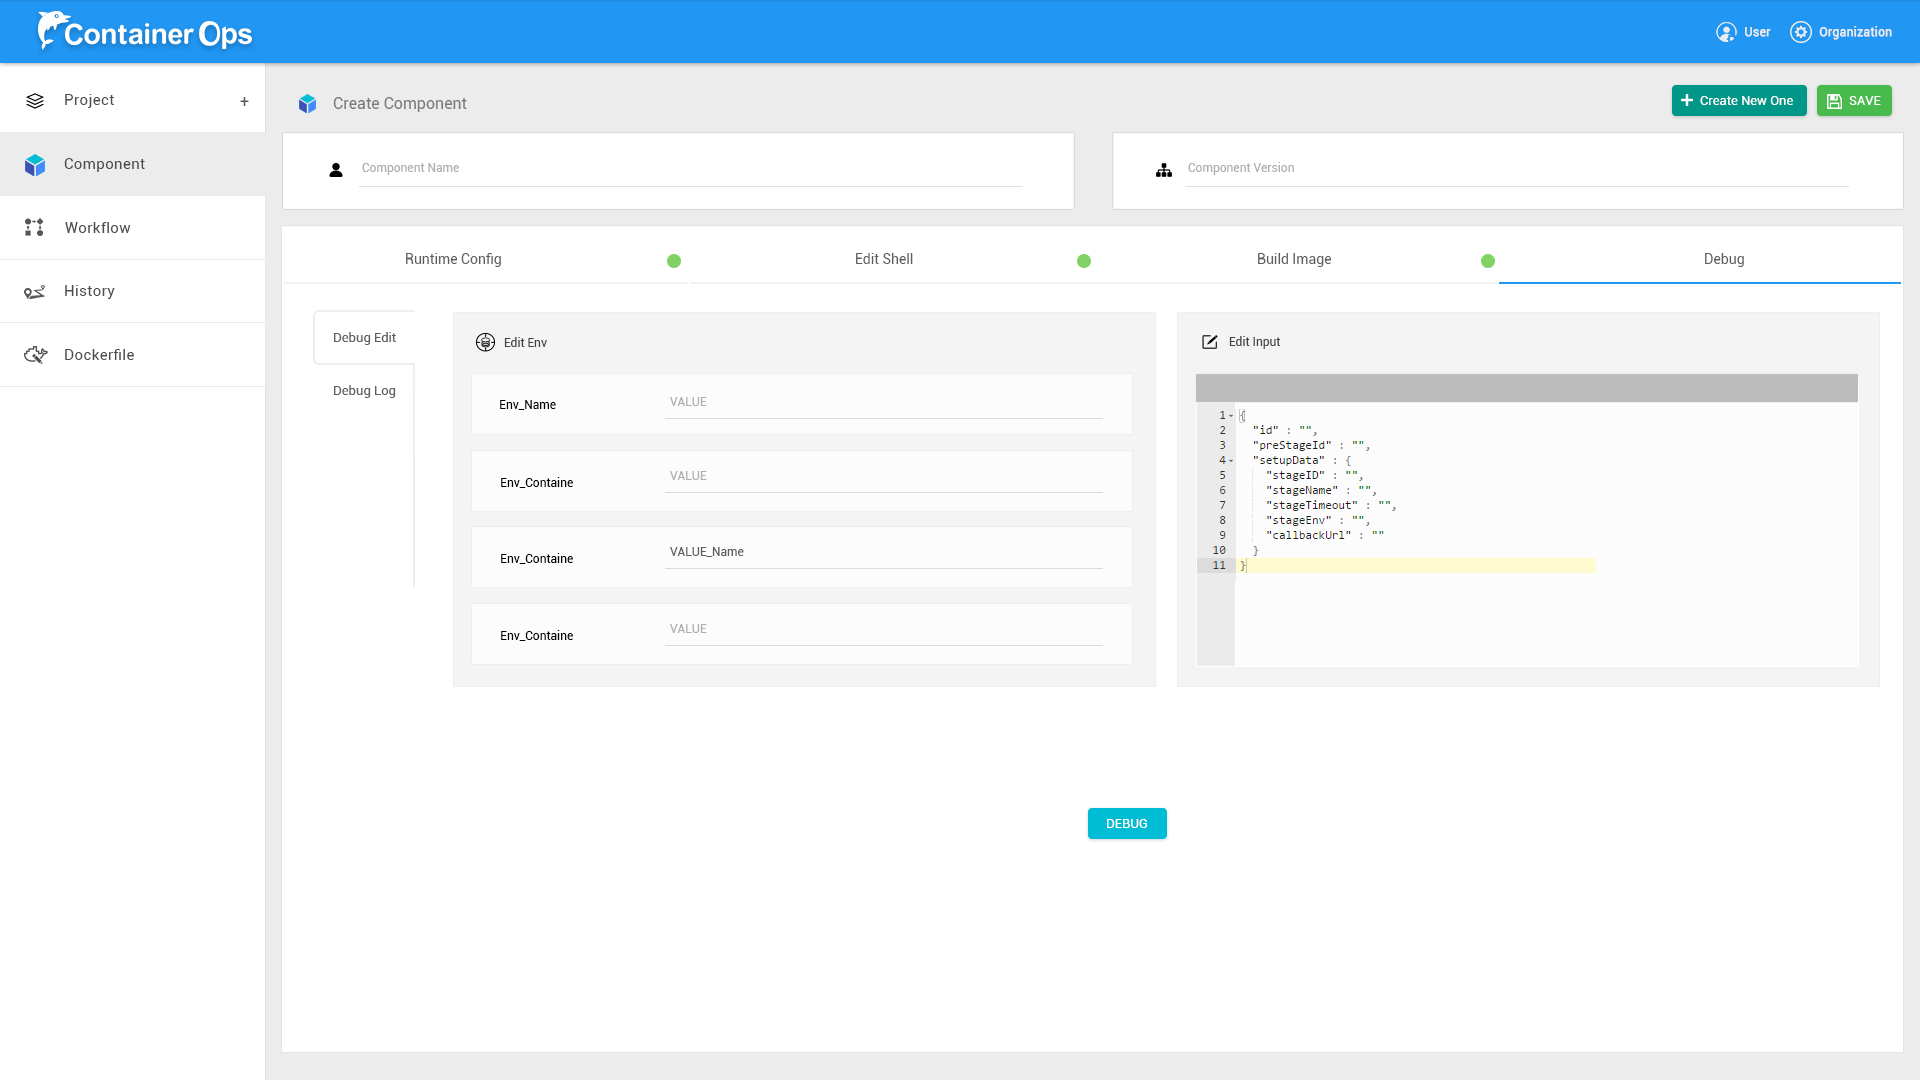 Container Ops
User
Organization
Project
+
Component
Workflow
History
Dockerfile
Create Component
Create New One
SAVE
Component Name
Component Version
Runtime Config
Edit Shell
Build Image
Debug
Debug Edit
Debug Log
Edit Env
Env_Name
VALUE
Env_Containe
VALUE
Env_Containe
VALUE_Name
Env_Containe
VALUE
Edit Input
1 {
2 "id" : "",
3 "preStageId" : "",
4 "setupData" : {
5 "stageID" : "",
6 "stageName" : "",
7 "stageTimeout" : "",
8 "stageEnv" : "",
9 "callbackUrl" : ""
10 }
11 }
DEBUG